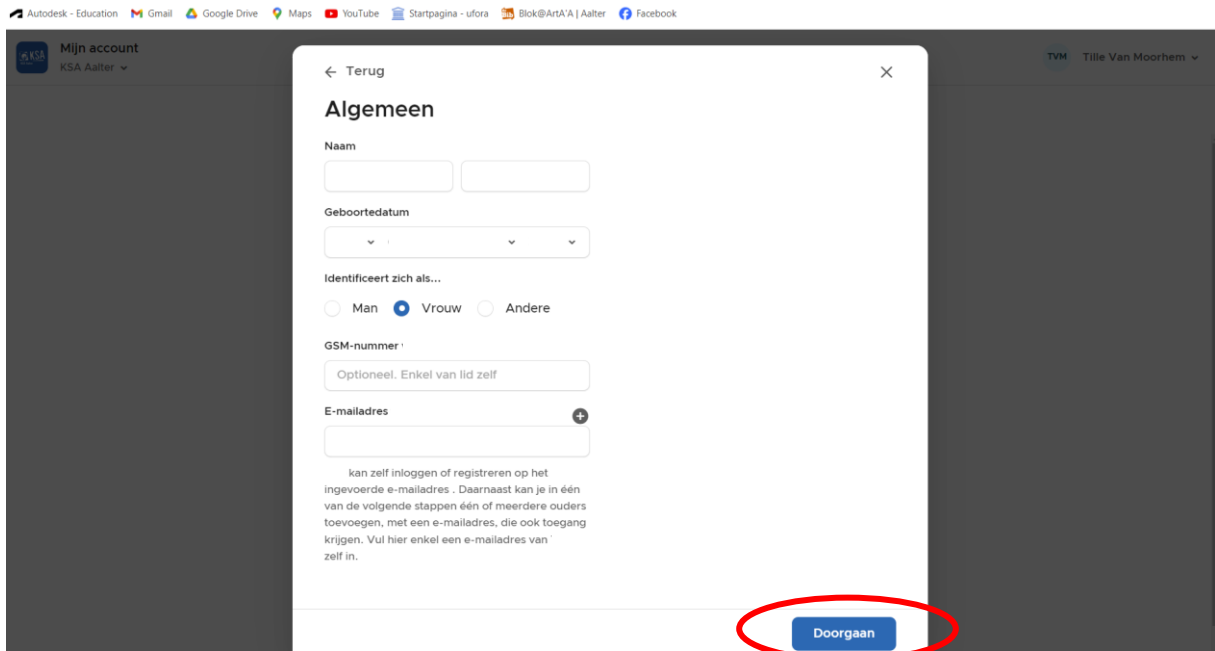 Autodesk - Education Gmail Google Drive Maps YouTube Startpagina - ufora Blok@ArtA'A | Aalter Facebook
KSA Mijn account
KSA Aalter
TVM Tille Van Moorhem
Terug
Algemeen
Naam
Geboortedatum
Identificeert zich als...
Man Vrouw Andere
GSM-nummer
Optioneel. Enkel van lid zelf
E-mailadres
kan zelf inloggen of registreren op het
ingevoerde e-mailadres . Daarnaast kan je in één
van de volgende stappen één of meerdere ouders
toevoegen, met een e-mailadres, die ook toegang
krijgen. Vul hier enkel een e-mailadres van
zelf in.
Doorgaan